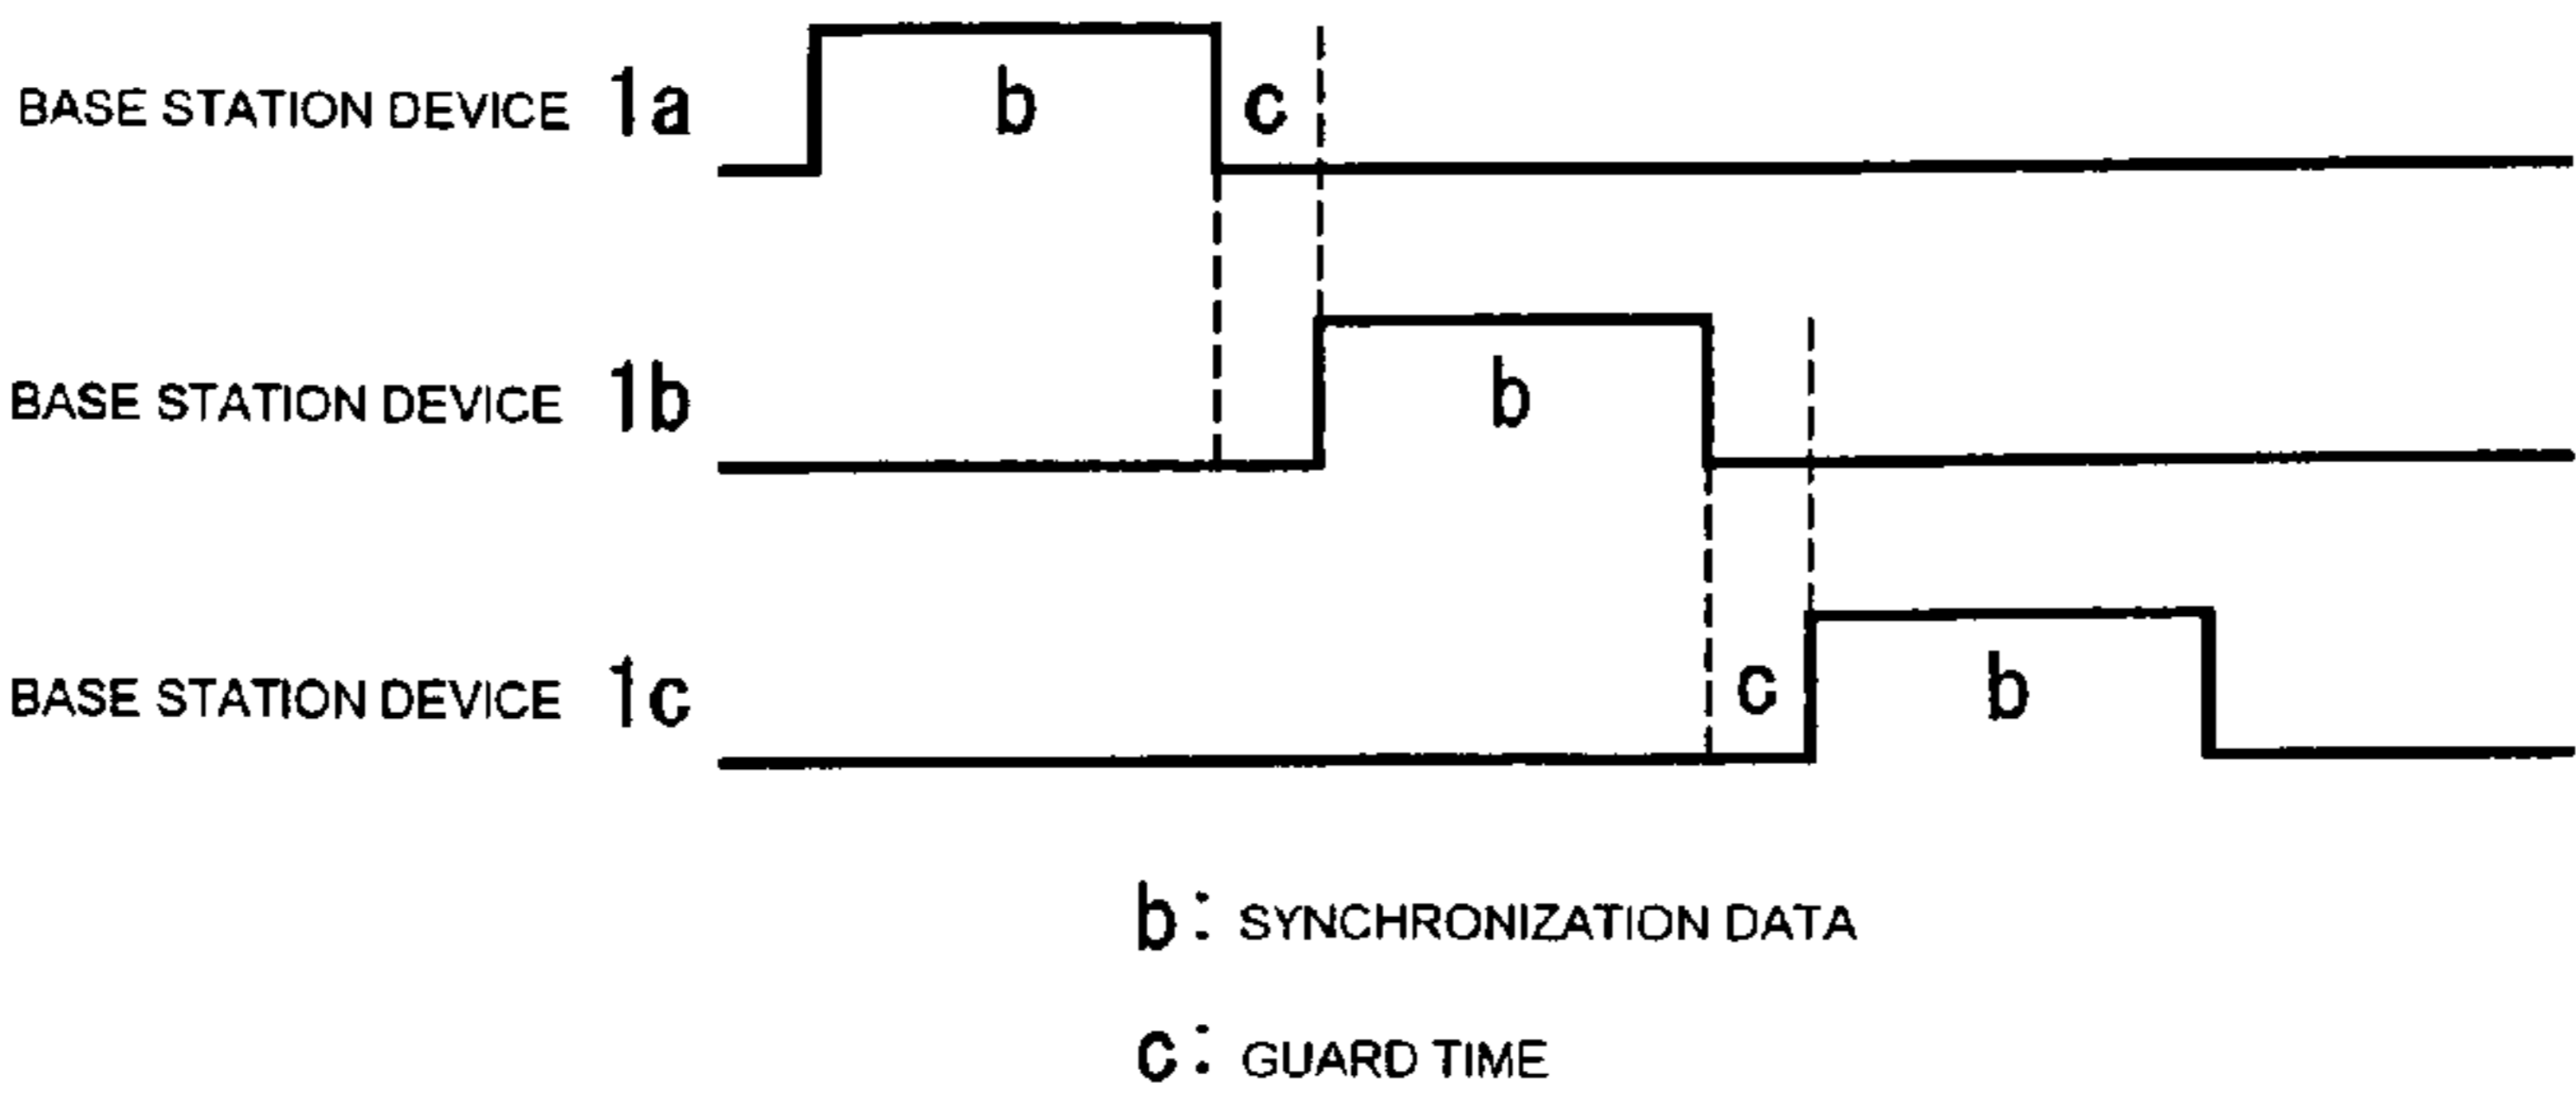 BASE STATION DEVICE 1a b c
BASE STATION DEVICE 1b b
BASE STATION DEVICE 1c c b
b: SYNCHRONIZATION DATA
c: GUARD TIME